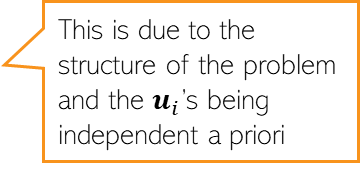 This is due to the
structure of the problem
and the 𝒖ᵢ's being
independent a priori